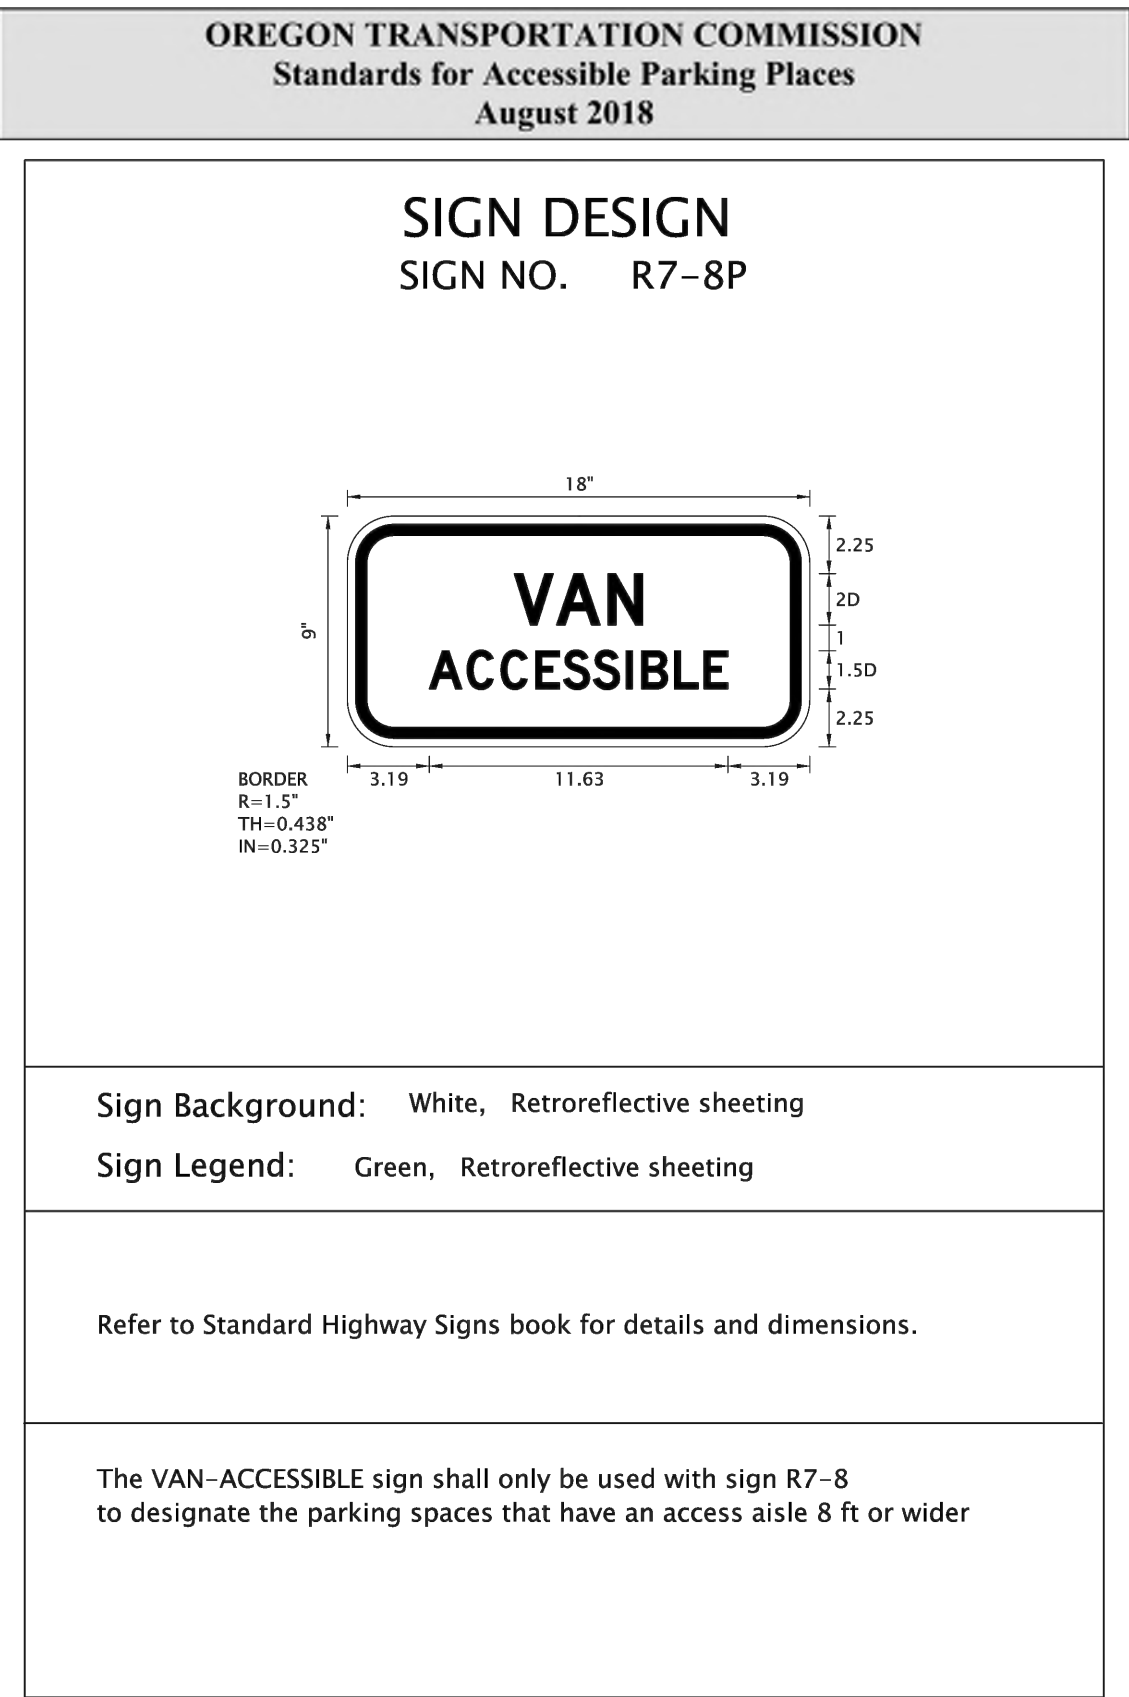 OREGON TRANSPORTATION COMMISSION
Standards for Accessible Parking Places
August 2018
SIGN DESIGN
SIGN NO. R7-8P
18"
9"
VAN
ACCESSIBLE
2.25
2D
1
1.5D
2.25
3.19 11.63 3.19
BORDER
R=1.5"
TH=0.438"
IN=0.325"
Sign Background: White, Retroreflective sheeting
Sign Legend: Green, Retroreflective sheeting
Refer to Standard Highway Signs book for details and dimensions.
The VAN-ACCESSIBLE sign shall only be used with sign R7-8
to designate the parking spaces that have an access aisle 8 ft or wider